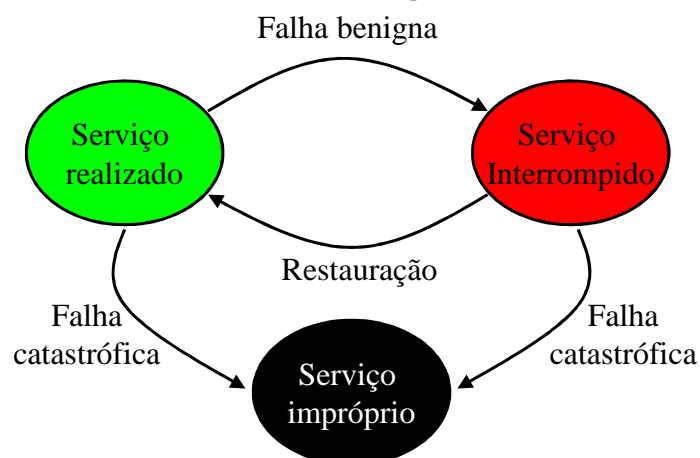 Falha benigna
Serviço
realizado
Serviço
Interrompido
Restauração
Falha
catastrófica
Falha
catastrófica
Serviço
impróprio